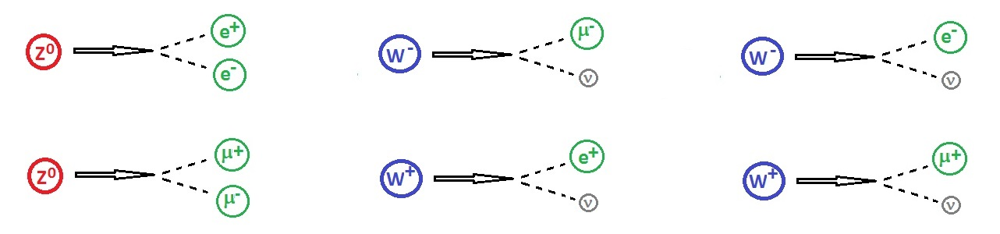 Z⁰ e+ e-
W- μ- ν
W- e- ν
Z⁰ μ+ μ-
W+ e+ ν
W+ μ+ ν